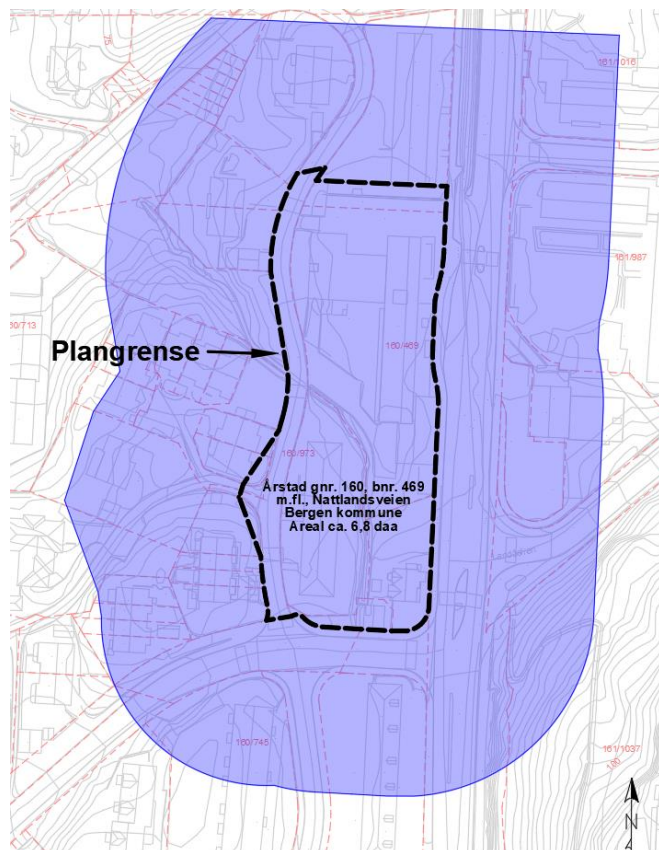 161/1016
161/987
60/713
160/469
Plangrense
160/973
Årstad gnr. 160, bnr. 469
m.fl., Nattlandsveien
Bergen kommune
Areal ca. 6,8 daa
160/745
161/1037
N